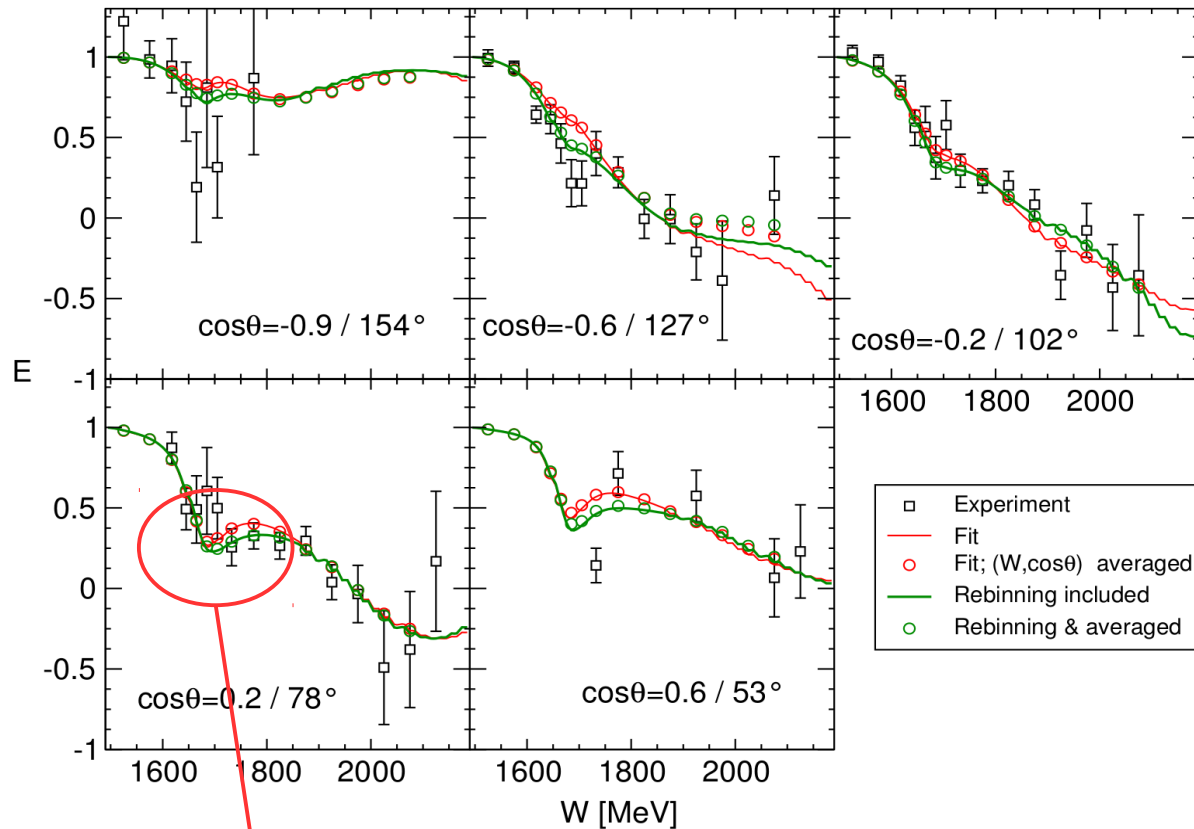 1
0.5
0
-0.5
-1
cosθ=-0.9 / 154°
cosθ=-0.6 / 127°
cosθ=-0.2 / 102°
E
1600 1800 2000
1
0.5
0
-0.5
-1
cosθ=0.2 / 78°
cosθ=0.6 / 53°
1600 1800 2000
1600 1800 2000
W [MeV]
Experiment
Fit
Fit; (W,cosθ) averaged
Rebinning included
Rebinning & averaged